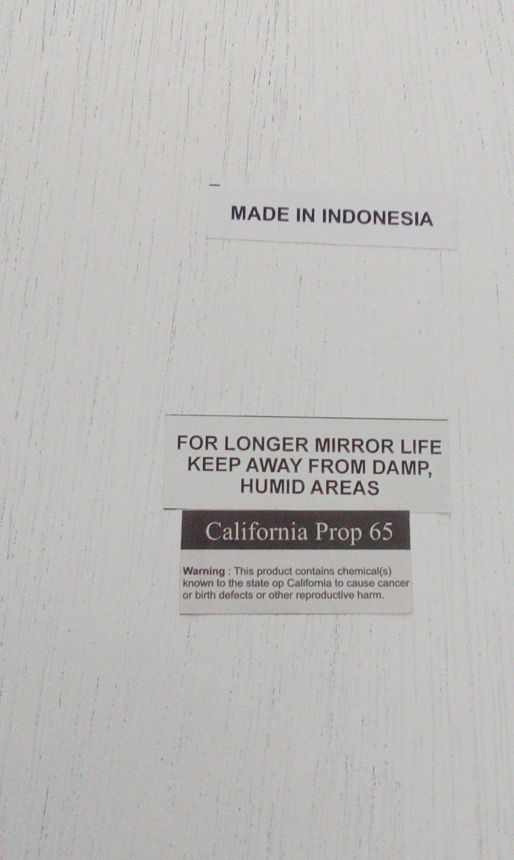 MADE IN INDONESIA
FOR LONGER MIRROR LIFE
KEEP AWAY FROM DAMP,
HUMID AREAS
California Prop 65
Warning : This product contains chemical(s)
known to the state op California to cause cancer
or birth defects or other reproductive harm.